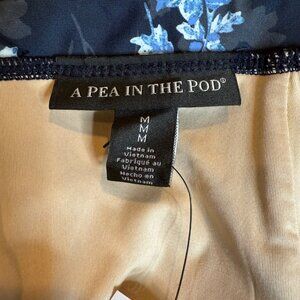 A PEA IN THE POD®
M
M
M
Made in
Vietnam
Fabriqué au
Vietnam
Hecho en
Vietnam